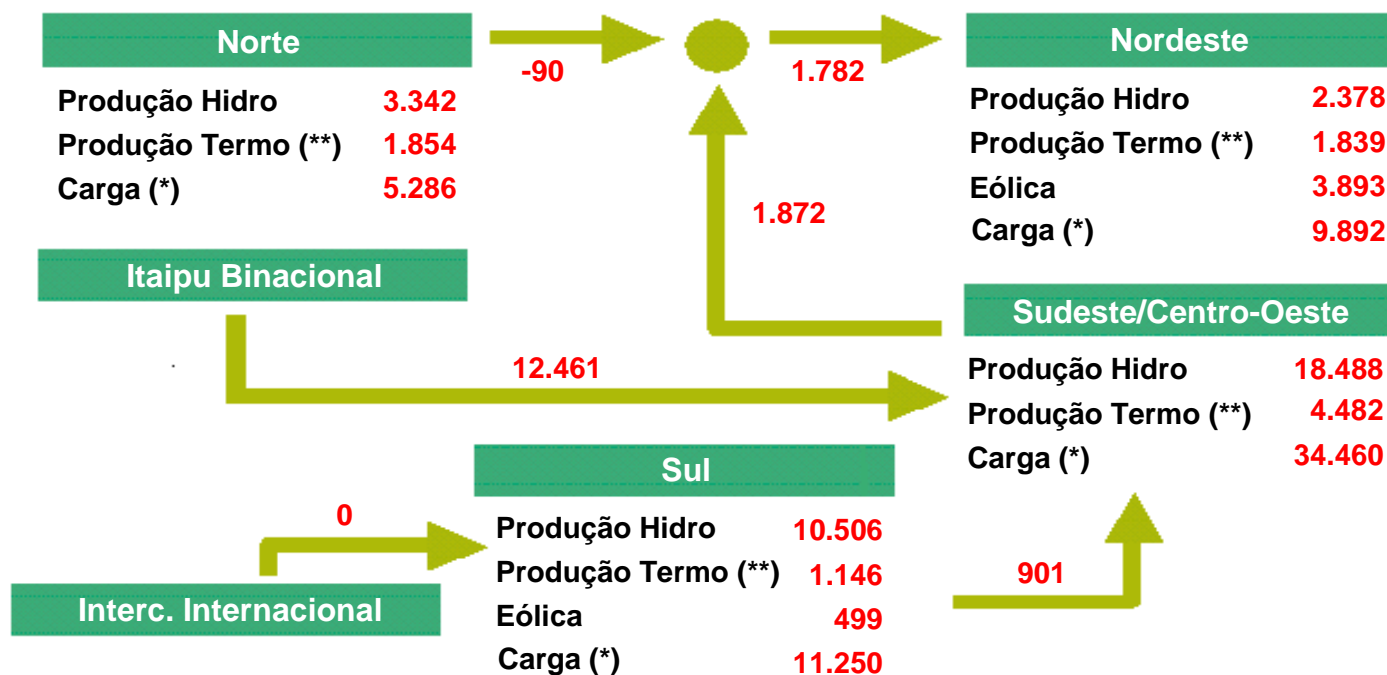 Norte
-90
Produção Hidro 3.342
Produção Termo (**) 1.854
Carga (*) 5.286
1.782
Nordeste
Produção Hidro 2.378
Produção Termo (**) 1.839
Eólica 3.893
Carga (*) 9.892
1.872
Itaipu Binacional
12.461
Sudeste/Centro-Oeste
Produção Hidro 18.488
Produção Termo (**) 4.482
Carga (*) 34.460
Sul
Produção Hidro 10.506
Produção Termo (**) 1.146
Eólica 499
Carga (*) 11.250
0
Interc. Internacional
901